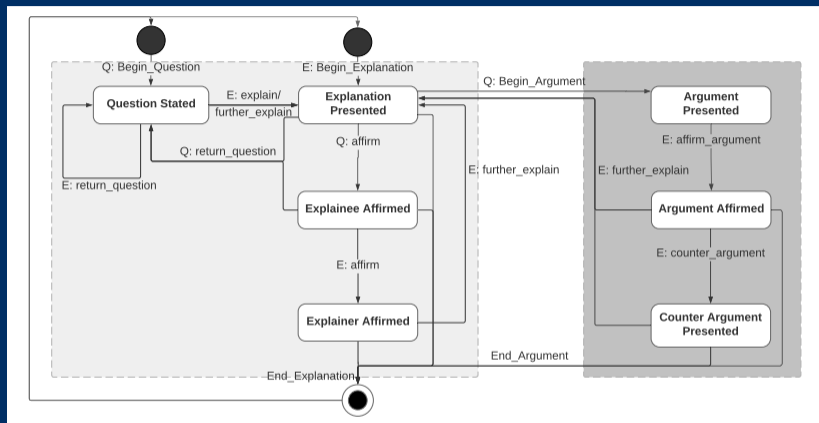 Q: Begin_Question
E: Begin_Explanation
Q: Begin_Argument
Question Stated
E: explain/
further_explain
Explanation
Presented
Argument
Presented
Q: affirm
E: affirm_argument
Q: return_question
E: return_question
E: further_explain
E: further_explain
Explainee Affirmed
Argument Affirmed
E: affirm
E: counter_argument
Explainer Affirmed
Counter Argument
Presented
End_Argument
End_Explanation